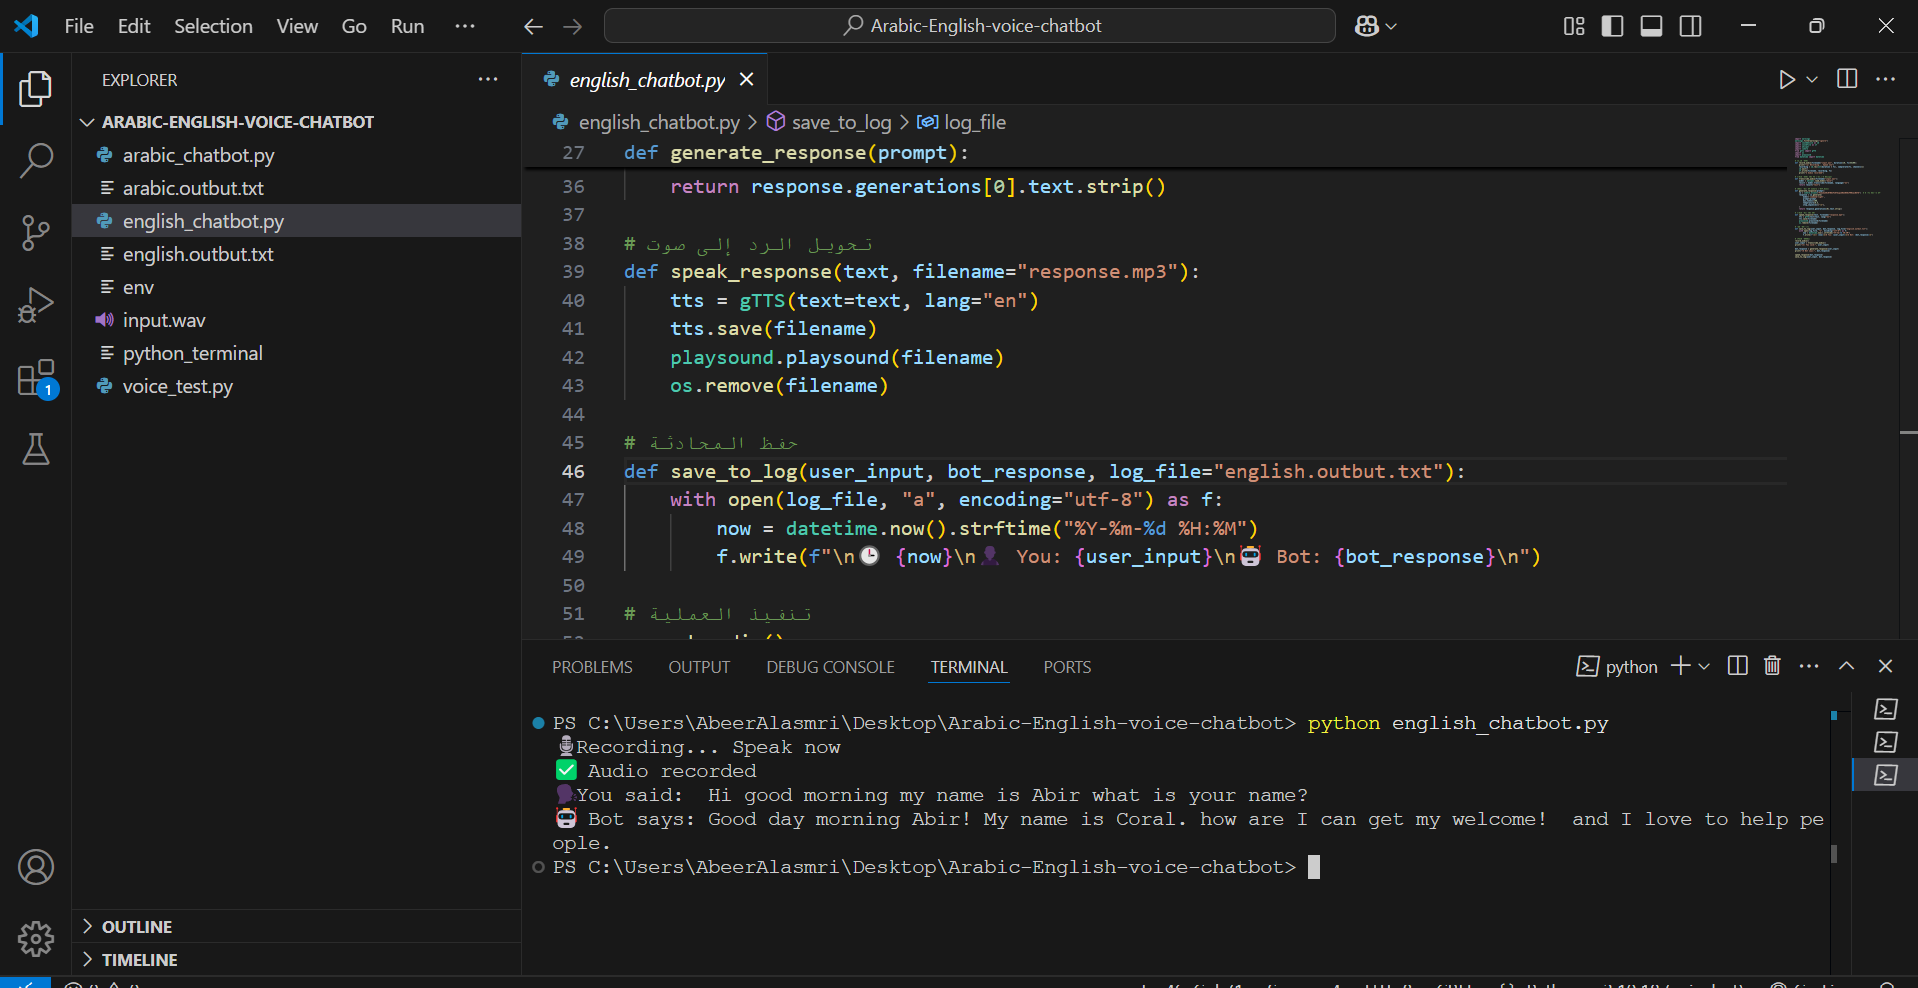 File Edit Selection View Go Run ···
Arabic-English-voice-chatbot
EXPLORER
ARABIC-ENGLISH-VOICE-CHATBOT
arabic_chatbot.py
arabic.outbut.txt
english_chatbot.py
english.outbut.txt
env
input.wav
python_terminal
voice_test.py
OUTLINE
TIMELINE
1
english_chatbot.py
english_chatbot.py > save_to_log > log_file
27 def generate_response(prompt):
36 return response.generations[0].text.strip()
37
38 # تحويل الرد إلى صوت
39 def speak_response(text, filename="response.mp3"):
40 tts = gTTS(text=text, lang="en")
41 tts.save(filename)
42 playsound.playsound(filename)
43 os.remove(filename)
44
45 # حفظ المحادثة
46 def save_to_log(user_input, bot_response, log_file="english.outbut.txt"):
47 with open(log_file, "a", encoding="utf-8") as f:
48 now = datetime.now().strftime("%Y-%m-%d %H:%M")
49 f.write(f"\n🕒 {now}\n👤 You: {user_input}\n🤖 Bot: {bot_response}\n")
50
51 # تنفيذ العملية
PROBLEMS OUTPUT DEBUG CONSOLE TERMINAL PORTS
python
PS C:\Users\AbeerAlasmri\Desktop\Arabic-English-voice-chatbot> python english_chatbot.py
🎙Recording... Speak now
✅ Audio recorded
🗣You said:  Hi good morning my name is Abir what is your name?
🤖 Bot says: Good day morning Abir! My name is Coral. how are I can get my welcome!  and I love to help pe
ople.
PS C:\Users\AbeerAlasmri\Desktop\Arabic-English-voice-chatbot>